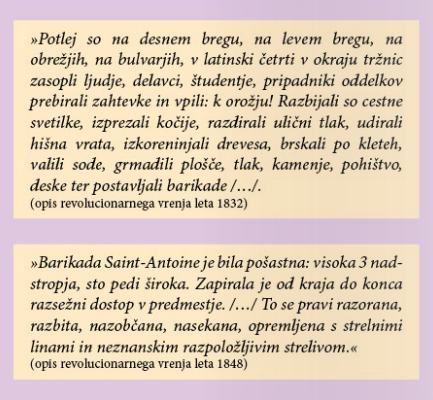 »Potlej so na desnem bregu, na levem bregu, na
obrežjih, na bulvarjih, v latinski četrti v okraju tržnic
zasopli ljudje, delavci, študentje, pripadniki oddelkov
prebirali zahtevke in vpili: k orožju! Razbijali so cestne
svetilke, izprezali kočije, razdirali ulični tlak, udirali
hišna vrata, izkoreninjali drevesa, brskali po kleteh,
valili sode, grmadili plošče, tlak, kamenje, pohištvo,
deske ter postavljali barikade /.../.
(opis revolucionarnega vrenja leta 1832)
»Barikada Saint-Antoine je bila pošastna: visoka 3 nad-
stropja, sto pedi široka. Zapirala je od kraja do konca
razsežni dostop v predmestje. /.../ To se pravi razorana,
razbita, nazobčana, nasekana, opremljena s strelnimi
linami in neznanskim razpoložljivim strelivom.«
(opis revolucionarnega vrenja leta 1848)